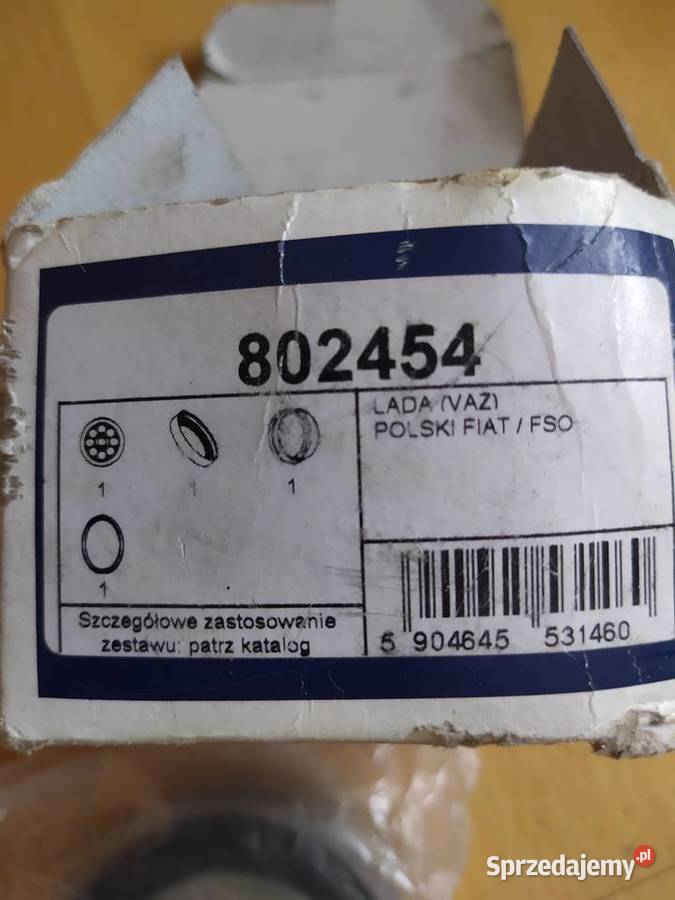 802454
LADA (VAZ)
POLSKI FIAT / FSO
1 1 1
1
Szczegółowe zastosowanie
zestawu: patrz katalog
5 904645 531460
Sprzedajemy.pl